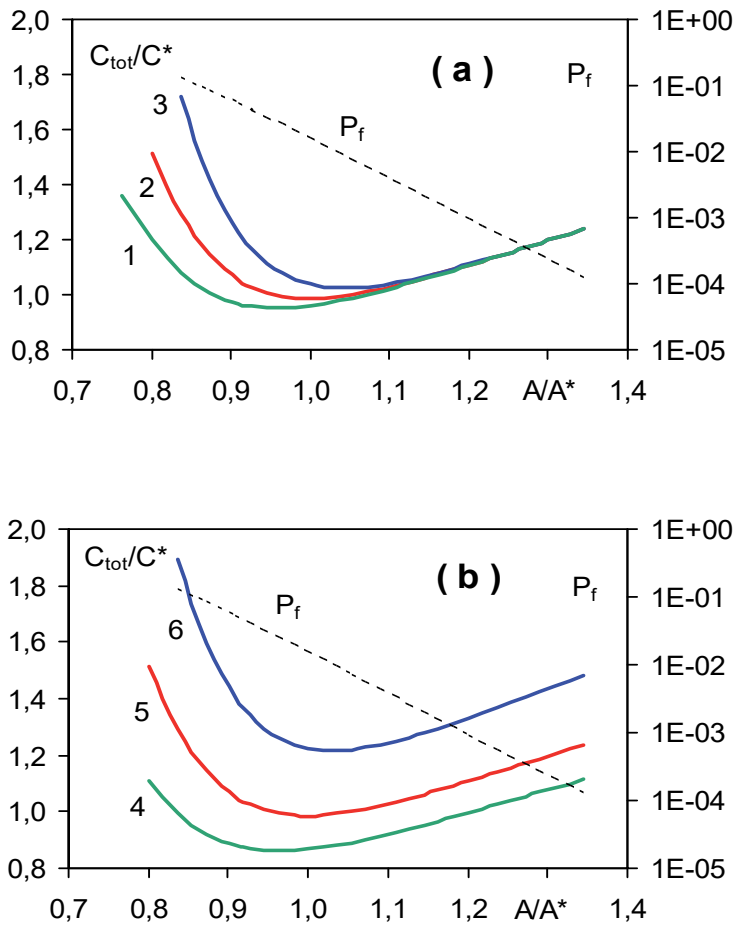 2,0
1E+00
C_tot/C*
( a )
P_f
1,8
1E-01
3
P_f
1,6
1E-02
2
1,4
1E-03
1
1,2
1E-04
1,0
0,8
1E-05
0,7 0,8 0,9 1,0 1,1 1,2 A/A* 1,4
2,0
1E+00
C_tot/C*
( b )
P_f
1,8
1E-01
P_f
6
1,6
1E-02
5
1,4
1E-03
1,2
4
1E-04
1,0
0,8
1E-05
0,7 0,8 0,9 1,0 1,1 1,2 A/A* 1,4